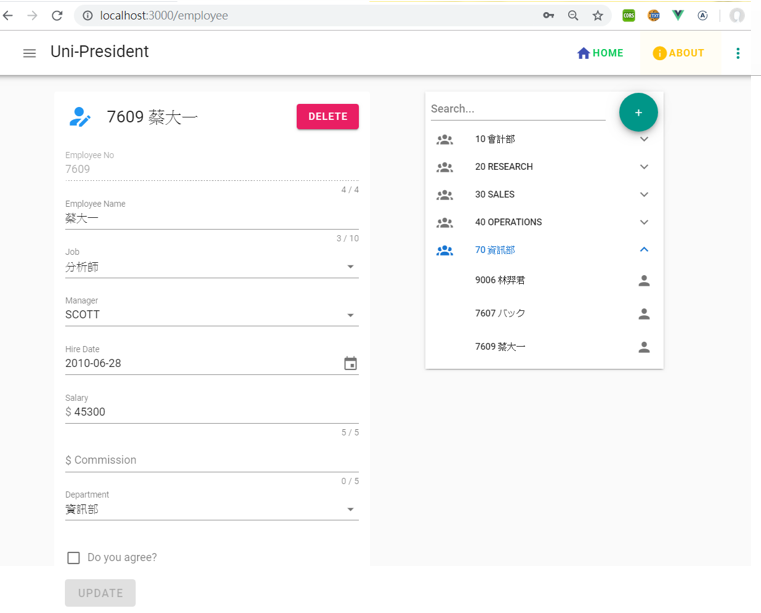 localhost:3000/employee
Uni-President
HOME
ABOUT
7609 蔡大一
DELETE
Employee No
7609
4 / 4
Employee Name
蔡大一
3 / 10
Job
分析師
Manager
SCOTT
Hire Date
2010-06-28
Salary
$ 45300
5 / 5
$ Commission
0 / 5
Department
資訊部
Do you agree?
UPDATE
Search...
+
10 會計部
20 RESEARCH
30 SALES
40 OPERATIONS
70 資訊部
9006 林羿君
7607 バック
7609 蔡大一